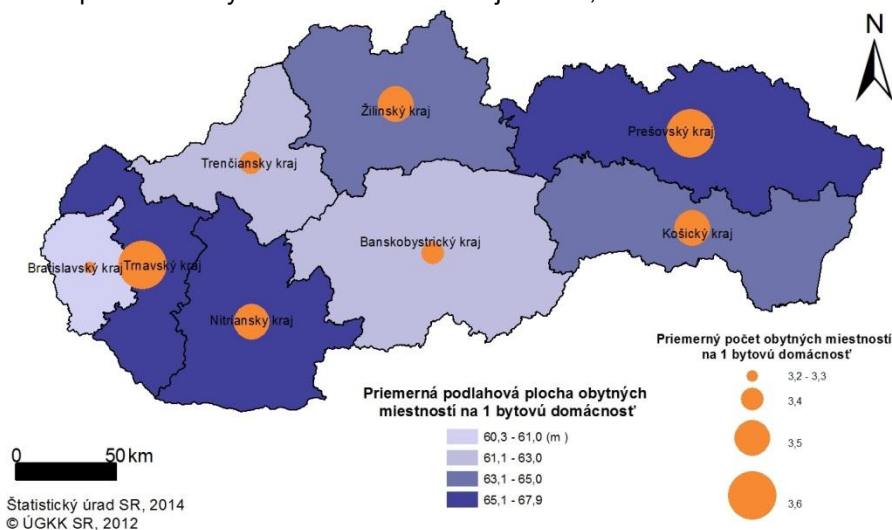 N
Žilinský kraj
Prešovský kraj
Trenčiansky kraj
Košický kraj
Banskobystrický kraj
Bratislavský kraj
Trnavský kraj
Nitriansky kraj
Priemerný počet obytných miestností
na 1 bytovú domácnosť
3,2 - 3,3
3,4
3,5
3,6
Priemerná podlahová plocha obytných
miestností na 1 bytovú domácnosť
60,3 - 61,0 (m )
61,1 - 63,0
63,1 - 65,0
65,1 - 67,9
0 50 km
Štatistický úrad SR, 2014
© ÚGKK SR, 2012